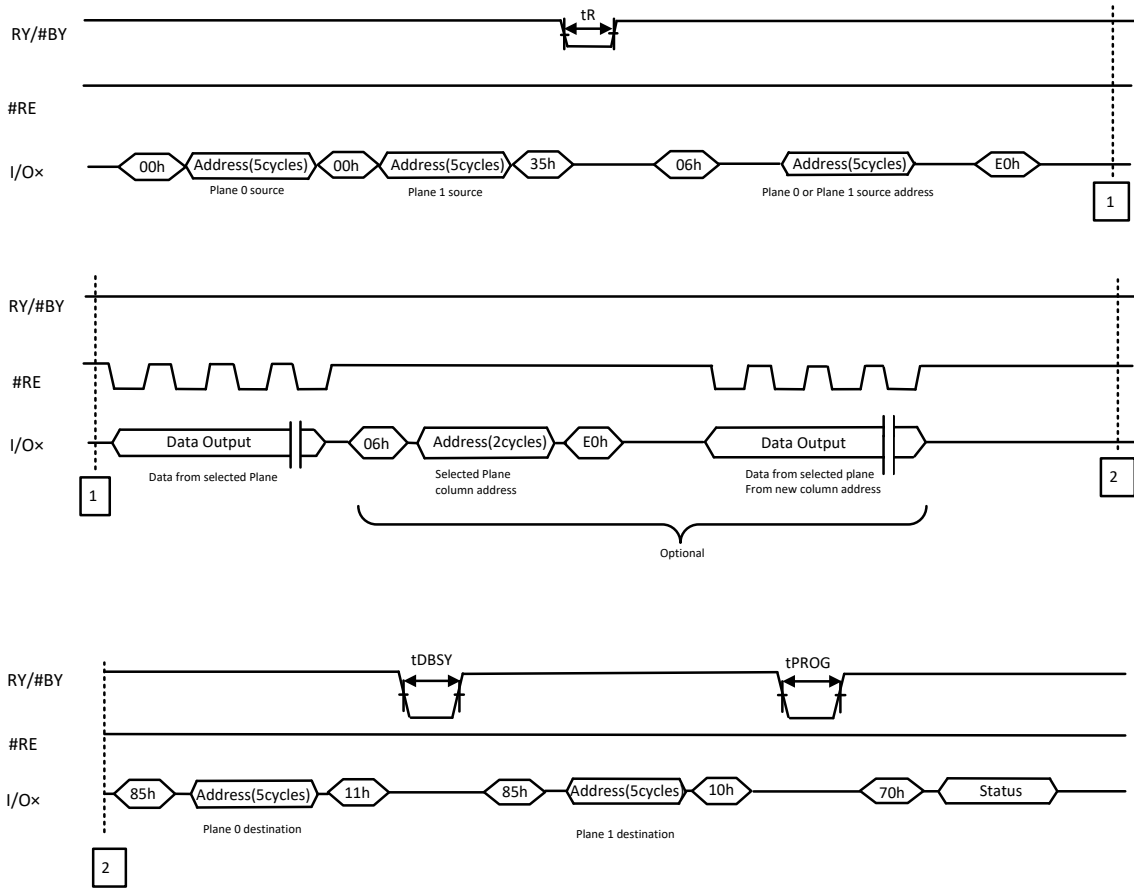 tR
RY/#BY
#RE
I/O×
00h Address(5cycles) 00h Address(5cycles) 35h 06h Address(5cycles) E0h
Plane 0 source Plane 1 source Plane 0 or Plane 1 source address
1
RY/#BY
#RE
I/O×
Data Output 06h Address(2cycles) E0h Data Output
Data from selected Plane
Selected Plane
column address
Data from selected plane
From new column address
1
2
Optional
tDBSY tPROG
RY/#BY
#RE
I/O×
85h Address(5cycles) 11h 85h Address(5cycles 10h 70h Status
Plane 0 destination Plane 1 destination
2